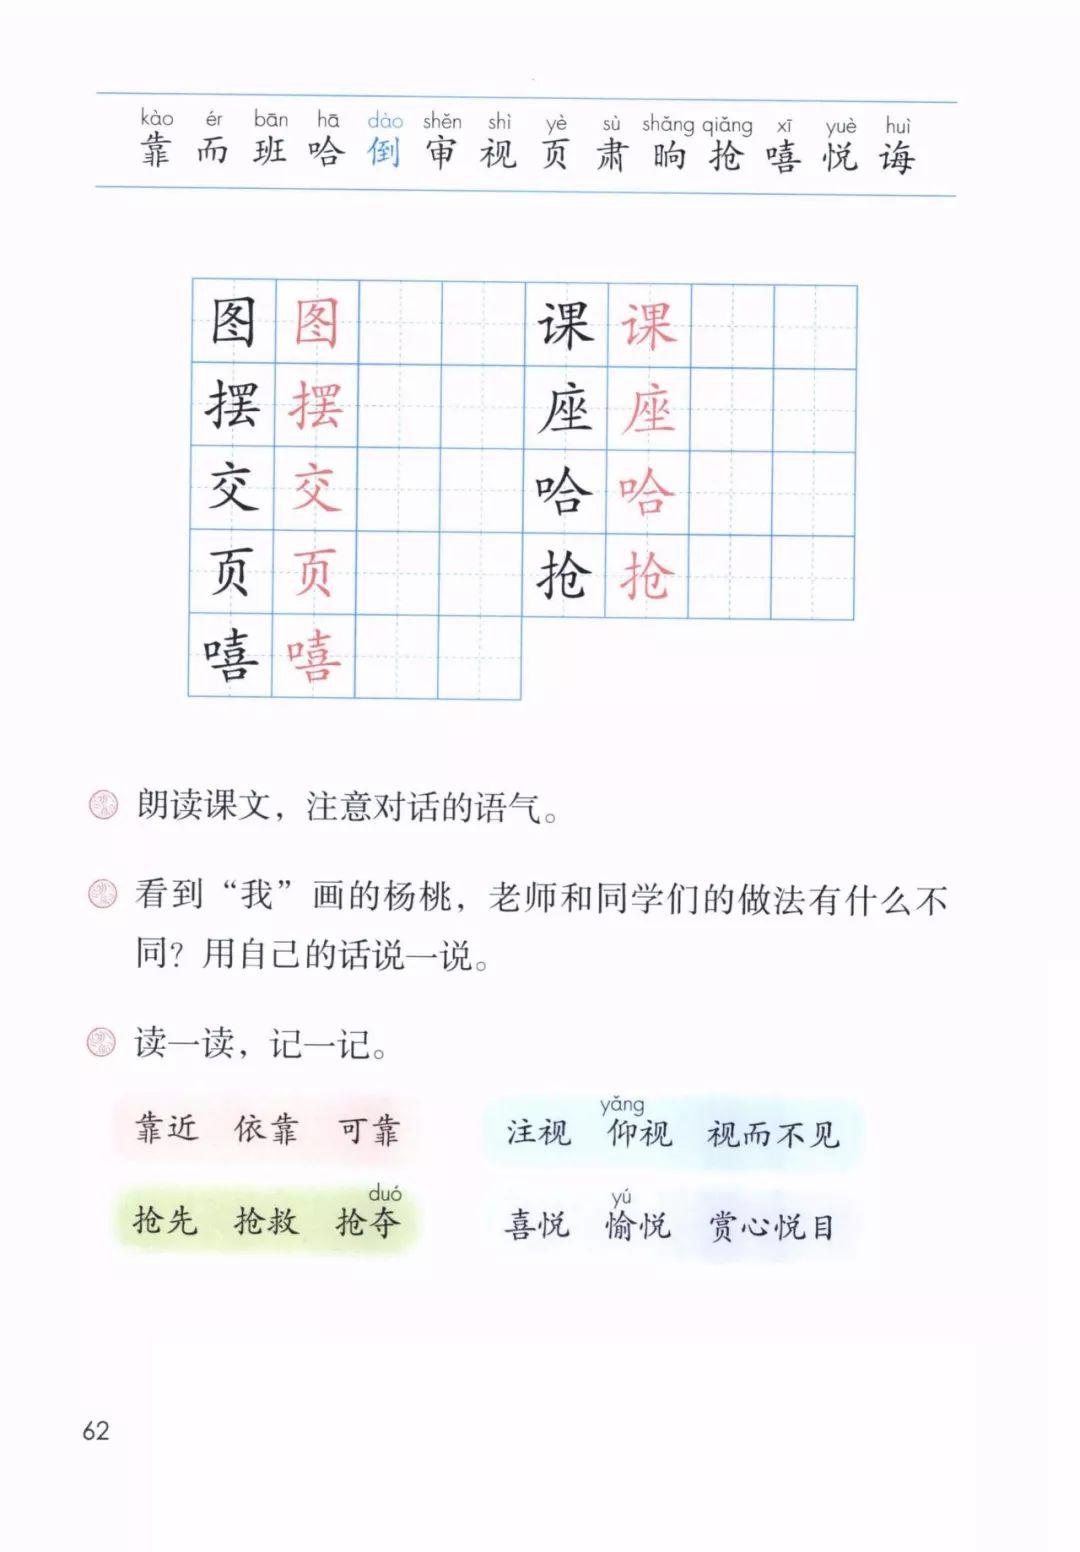 kào ér bān hā dào shěn shì yè sù shǎng qiǎng xī yuè huì
靠 而 班 哈 倒 审 视 页 肃 晌 抢 嘻 悦 诲
图 图 课 课
摆 摆 座 座
交 交 哈 哈
页 页 抢 抢
嘻 嘻
朗读课文，注意对话的语气。
看到“我”画的杨桃，老师和同学们的做法有什么不
同？用自己的话说一说。
读一读，记一记。
靠近 依靠 可靠
yǎng
注视 仰视 视而不见
duó
抢先 抢救 抢夺
yú
喜悦 愉悦 赏心悦目
62